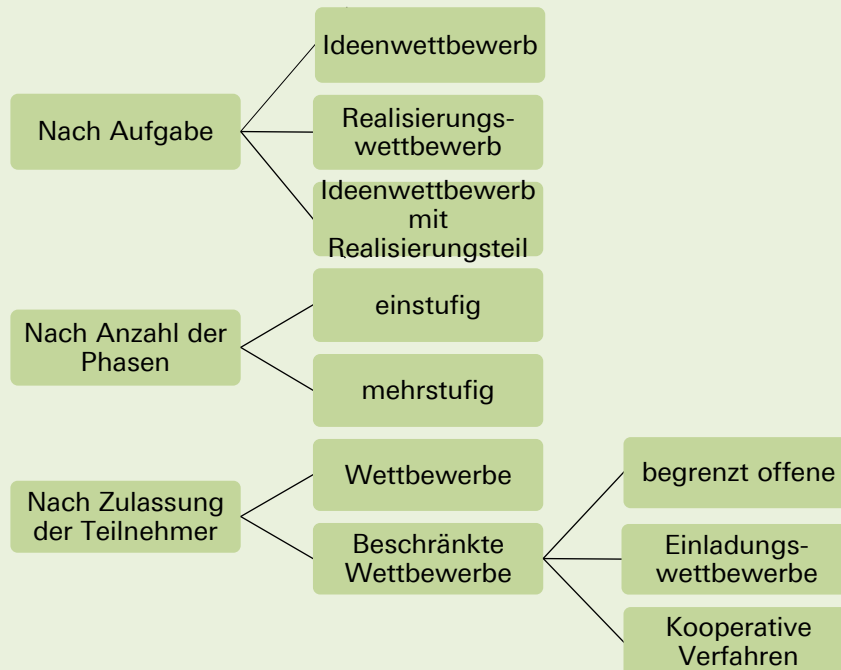 Ideenwettbewerb
Nach Aufgabe
Realisierungs-
wettbewerb
Ideenwettbewerb
mit
Realisierungsteil
einstufig
Nach Anzahl der
Phasen
mehrstufig
Wettbewerbe
Nach Zulassung
der Teilnehmer
Beschränkte
Wettbewerbe
begrenzt offene
Einladungs-
wettbewerbe
Kooperative
Verfahren